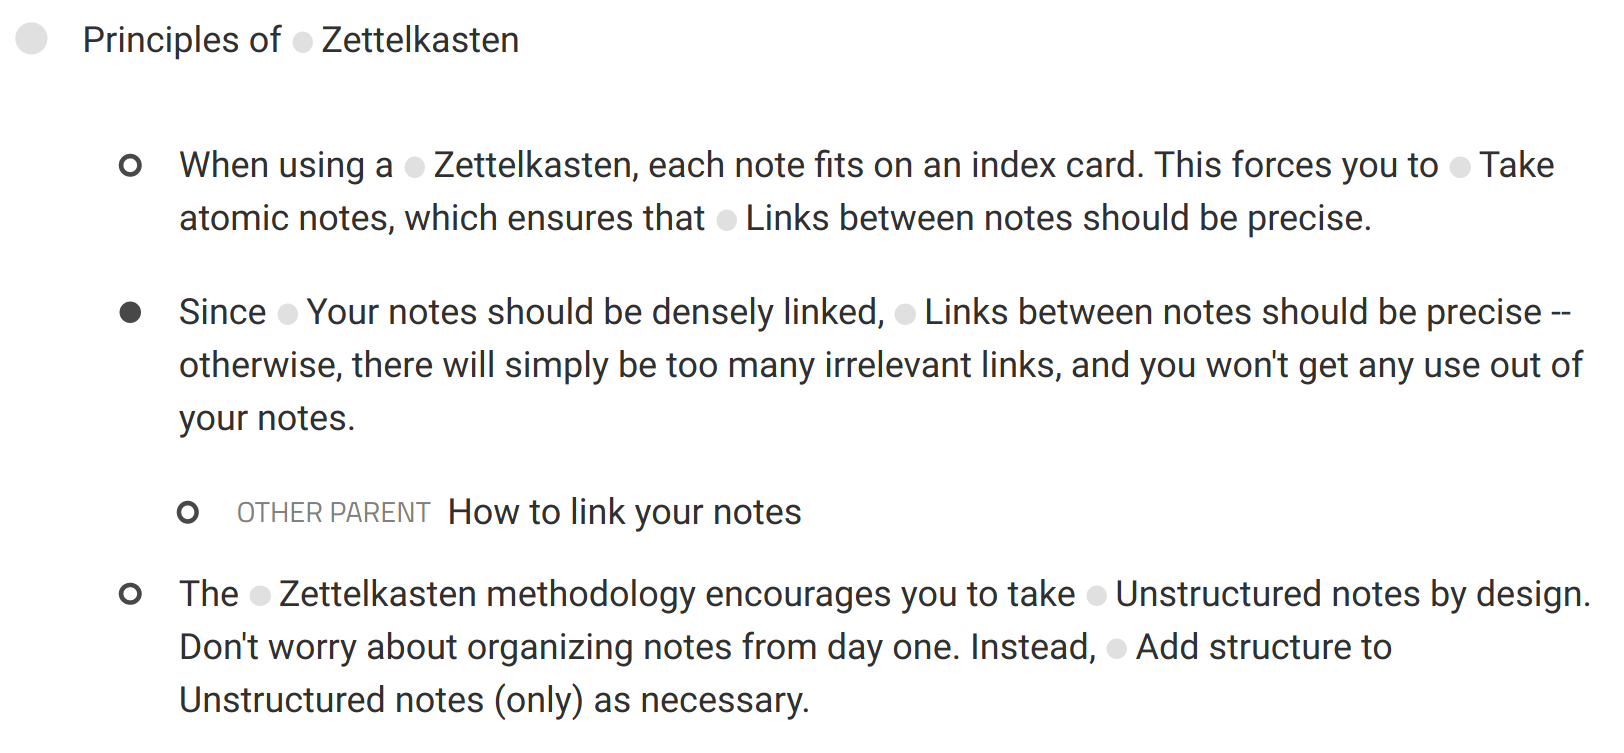 Principles of Zettelkasten
When using a Zettelkasten, each note fits on an index card. This forces you to Take
atomic notes, which ensures that Links between notes should be precise.
Since Your notes should be densely linked, Links between notes should be precise --
otherwise, there will simply be too many irrelevant links, and you won't get any use out of
your notes.
OTHER PARENT How to link your notes
The Zettelkasten methodology encourages you to take Unstructured notes by design.
Don't worry about organizing notes from day one. Instead, Add structure to
Unstructured notes (only) as necessary.